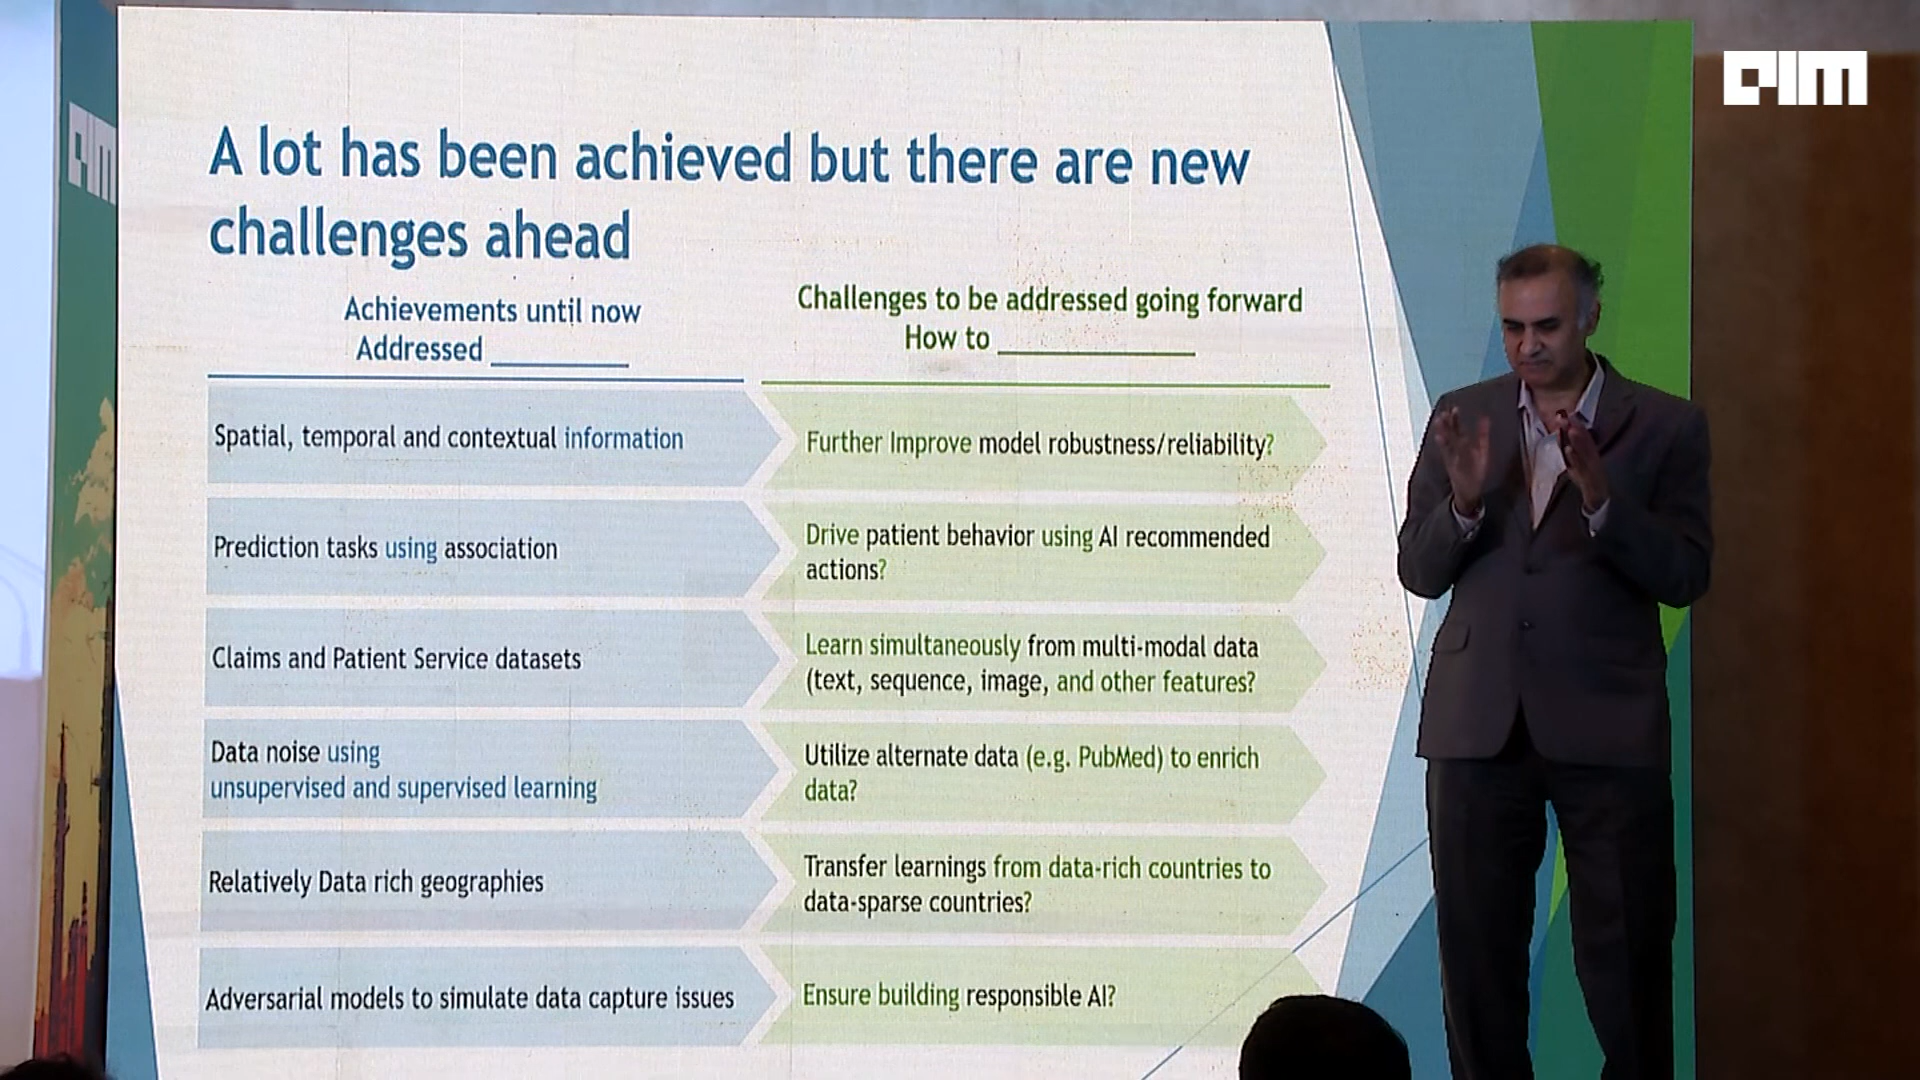 AIM
AIM
A lot has been achieved but there are new
challenges ahead
Achievements until now
Addressed __________
Challenges to be addressed going forward
How to ______________
Spatial, temporal and contextual information
Further Improve model robustness/reliability?
Prediction tasks using association
Drive patient behavior using AI recommended
actions?
Claims and Patient Service datasets
Learn simultaneously from multi-modal data
(text, sequence, image, and other features?
Data noise using
unsupervised and supervised learning
Utilize alternate data (e.g. PubMed) to enrich
data?
Relatively Data rich geographies
Transfer learnings from data-rich countries to
data-sparse countries?
Adversarial models to simulate data capture issues
Ensure building responsible AI?